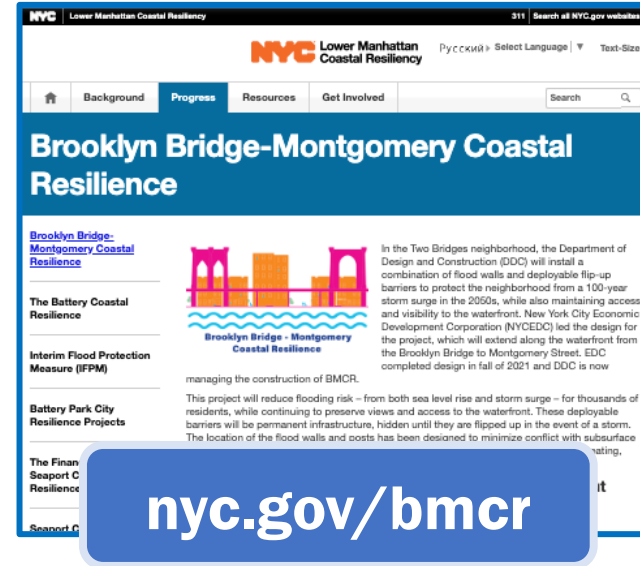 NYC Lower Manhattan Coastal Resiliency 311 Search all NYC.gov websites
NYC Lower Manhattan
Coastal Resiliency
Русский Select Language ▼ Text-Size
Background Progress Resources Get Involved Search
Brooklyn Bridge-Montgomery Coastal
Resilience
Brooklyn Bridge-
Montgomery Coastal
Resilience
The Battery Coastal
Resilience
Interim Flood Protection
Measure (IFPM)
Battery Park City
Resilience Projects
The Finan
Seaport C
Resilience
Seaport C
Brooklyn Bridge - Montgomery
Coastal Resilience
In the Two Bridges neighborhood, the Department of
Design and Construction (DDC) will install a
combination of flood walls and deployable flip-up
barriers to protect the neighborhood from a 100-year
storm surge in the 2050s, while also maintaining access
and visibility to the waterfront. New York City Economic
Development Corporation (NYCEDC) led the design for
the project, which will extend along the waterfront from
the Brooklyn Bridge to Montgomery Street. EDC
completed design in fall of 2021 and DDC is now
managing the construction of BMCR.
This project will reduce flooding risk – from both sea level rise and storm surge – for thousands of
residents, while continuing to preserve views and access to the waterfront. These deployable
barriers will be permanent infrastructure, hidden until they are flipped up in the event of a storm.
The location of the flood walls and posts has been designed to minimize conflict with subsurface
nyc.gov/bmcr